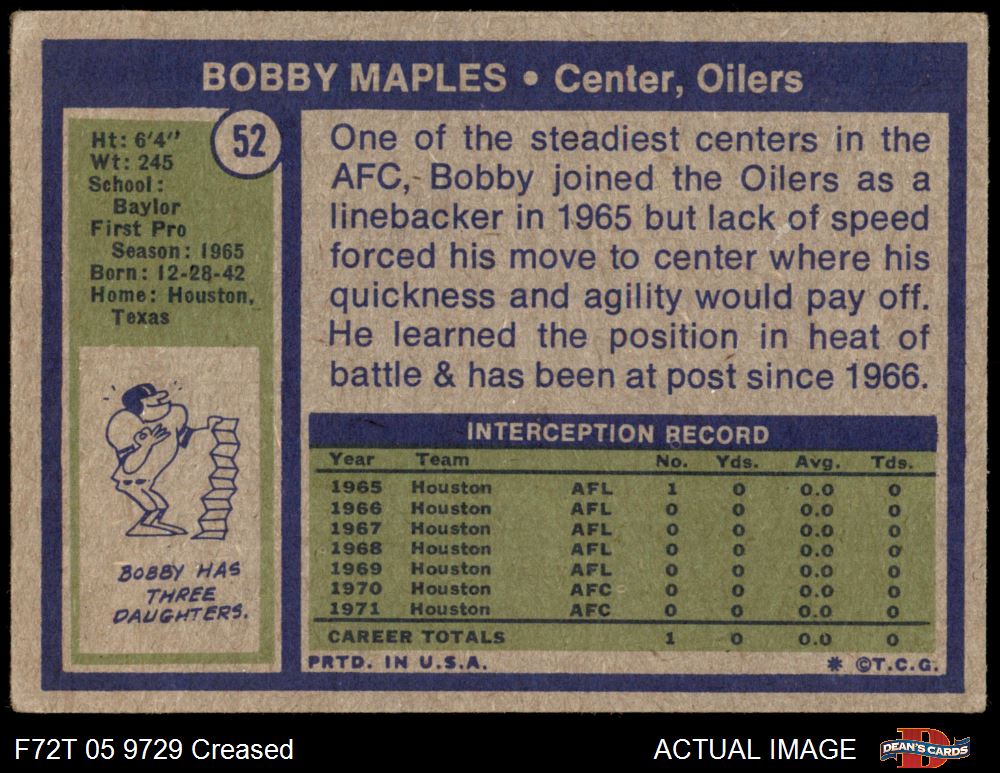 BOBBY MAPLES • Center, Oilers
52
Ht: 6'4"
Wt: 245
School:
Baylor
First Pro
Season: 1965
Born: 12-28-42
Home: Houston,
Texas
BOBBY HAS
THREE
DAUGHTERS.
One of the steadiest centers in the
AFC, Bobby joined the Oilers as a
linebacker in 1965 but lack of speed
forced his move to center where his
quickness and agility would pay off.
He learned the position in heat of
battle & has been at post since 1966.
INTERCEPTION RECORD
Year Team No. Yds. Avg. Tds.
1965 Houston AFL 1 0 0.0 0
1966 Houston AFL 0 0 0.0 0
1967 Houston AFL 0 0 0.0 0
1968 Houston AFL 0 0 0.0 0
1969 Houston AFL 0 0 0.0 0
1970 Houston AFC 0 0 0.0 0
1971 Houston AFC 0 0 0.0 0
CAREER TOTALS 1 0 0.0 0
PRTD. IN U.S.A. * ©T.C.G.
F72T 05 9729 Creased ACTUAL IMAGE DEAN'S CARDS